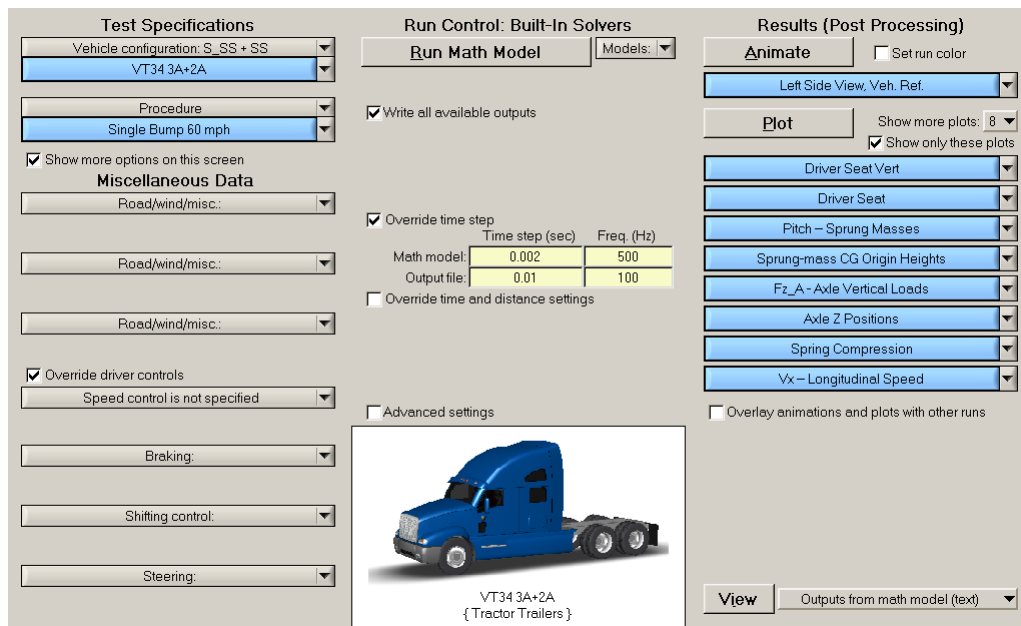 Test Specifications
Vehicle configuration: S_SS + SS
VT34 3A+2A
Procedure
Single Bump 60 mph
Show more options on this screen
Miscellaneous Data
Road/wind/misc.:
Road/wind/misc.:
Road/wind/misc.:
Override driver controls
Speed control is not specified
Braking:
Shifting control:
Steering:
Run Control: Built-In Solvers
Run Math Model
Models:
Write all available outputs
Override time step
Time step (sec) Freq. (Hz)
Math model: 0.002 500
Output file: 0.01 100
Override time and distance settings
Advanced settings
VT34 3A+2A
{ Tractor Trailers }
Results (Post Processing)
Animate
Set run color
Left Side View, Veh. Ref.
Plot
Show more plots: 8
Show only these plots
Driver Seat Vert
Driver Seat
Pitch – Sprung Masses
Sprung-mass CG Origin Heights
Fz_A - Axle Vertical Loads
Axle Z Positions
Spring Compression
Vx – Longitudinal Speed
Overlay animations and plots with other runs
View
Outputs from math model (text)